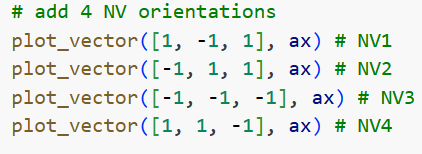 # add 4 NV orientations
plot_vector([1, -1, 1], ax) # NV1
plot_vector([-1, 1, 1], ax) # NV2
plot_vector([-1, -1, -1], ax) # NV3
plot_vector([1, 1, -1], ax) # NV4